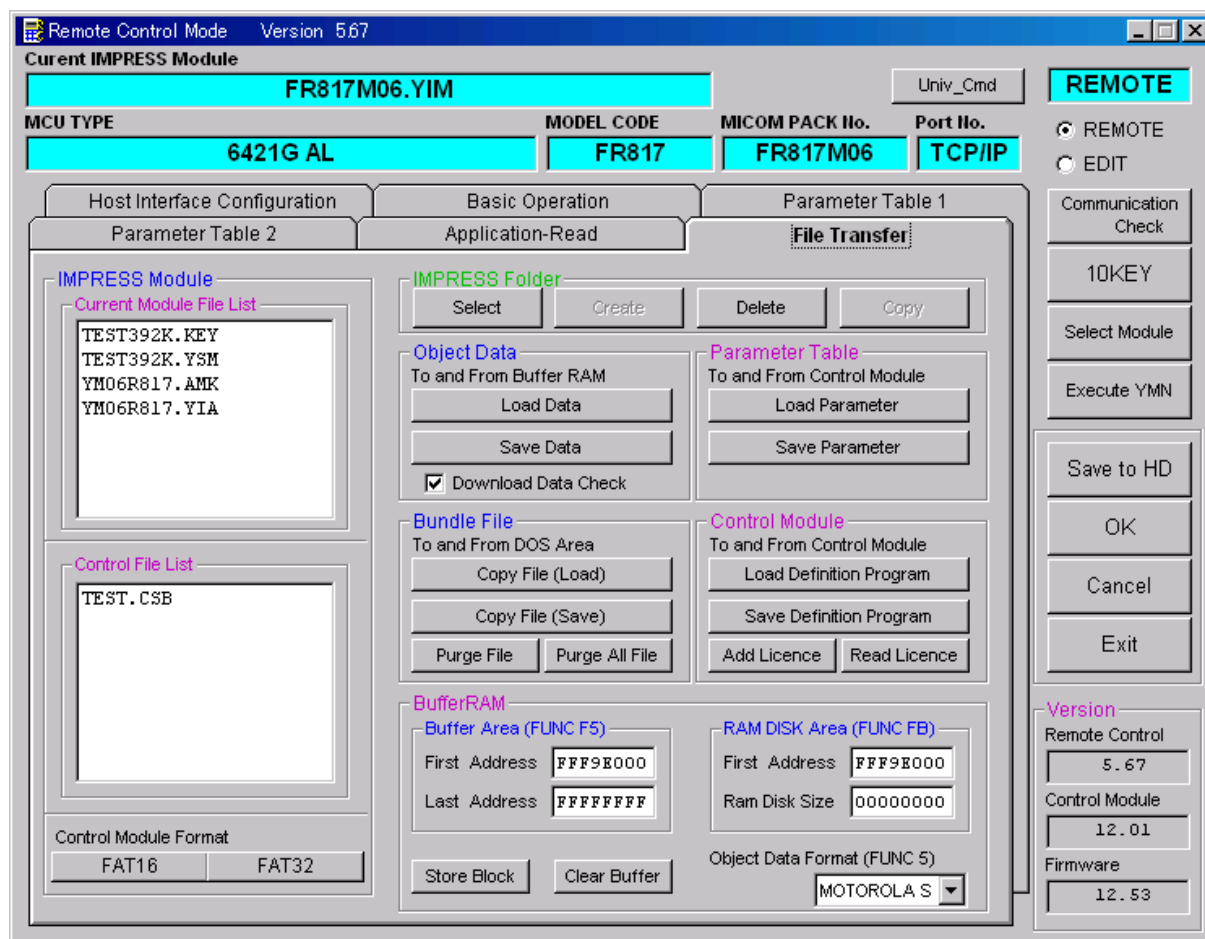 Remote Control Mode Version 5.67
Curent IMPRESS Module
FR817M06.YIM
Univ_Cmd
REMOTE
MCU TYPE
MODEL CODE
MICOM PACK No.
Port No.
6421G AL
FR817
FR817M06
TCP/IP
REMOTE
EDIT
Host Interface Configuration
Basic Operation
Parameter Table 1
Parameter Table 2
Application-Read
File Transfer
IMPRESS Module
Current Module File List
TEST392K.KEY
TEST392K.YSM
YM06R817.AMK
YM06R817.YIA
Control File List
TEST.CSB
Control Module Format
FAT16
FAT32
IMPRESS Folder
Select
Create
Delete
Copy
Object Data
To and From Buffer RAM
Load Data
Save Data
Download Data Check
Parameter Table
To and From Control Module
Load Parameter
Save Parameter
Bundle File
To and From DOS Area
Copy File (Load)
Copy File (Save)
Purge File
Purge All File
Control Module
To and From Control Module
Load Definition Program
Save Definition Program
Add Licence
Read Licence
BufferRAM
Buffer Area (FUNC F5)
First Address FFF9E000
Last Address FFFFFFFF
RAM DISK Area (FUNC FB)
First Address FFF9E000
Ram Disk Size 00000000
Store Block
Clear Buffer
Object Data Format (FUNC 5)
MOTOROLA S
Communication
Check
10KEY
Select Module
Execute YMN
Save to HD
OK
Cancel
Exit
Version
Remote Control
5.67
Control Module
12.01
Firmware
12.53